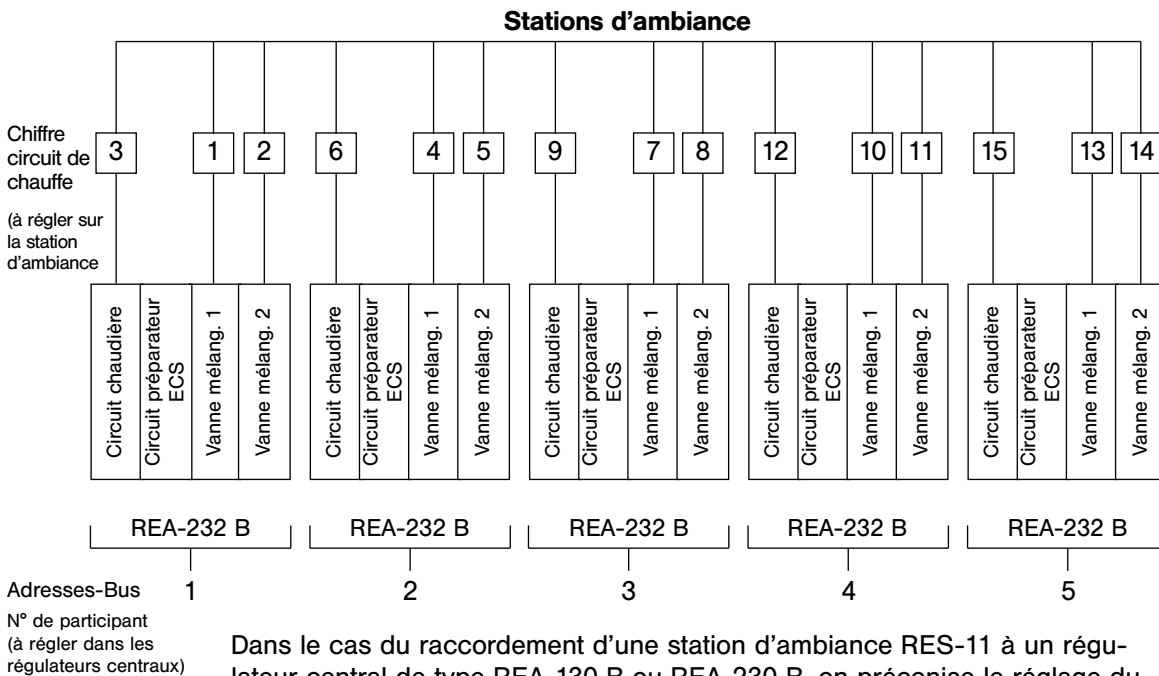 Stations d'ambiance
Chiffre
circuit de
chauffe
3 1 2 6 4 5 9 7 8 12 10 11 15 13 14
(à régler sur
la station
d'ambiance
Circuit chaudière
Circuit préparateur
ECS
Vanne mélang. 1
Vanne mélang. 2
Circuit chaudière
Circuit préparateur
ECS
Vanne mélang. 1
Vanne mélang. 2
Circuit chaudière
Circuit préparateur
ECS
Vanne mélang. 1
Vanne mélang. 2
Circuit chaudière
Circuit préparateur
ECS
Vanne mélang. 1
Vanne mélang. 2
Circuit chaudière
Circuit préparateur
ECS
Vanne mélang. 1
Vanne mélang. 2
REA-232 B REA-232 B REA-232 B REA-232 B REA-232 B
Adresses-Bus 1 2 3 4 5
N° de participant
(à régler dans les
régulateurs centraux)
Dans le cas du raccordement d'une station d'ambiance RES-11 à un régu-
lateur central de type REA-130 B ou REA-230 B, on préconise le réglage du